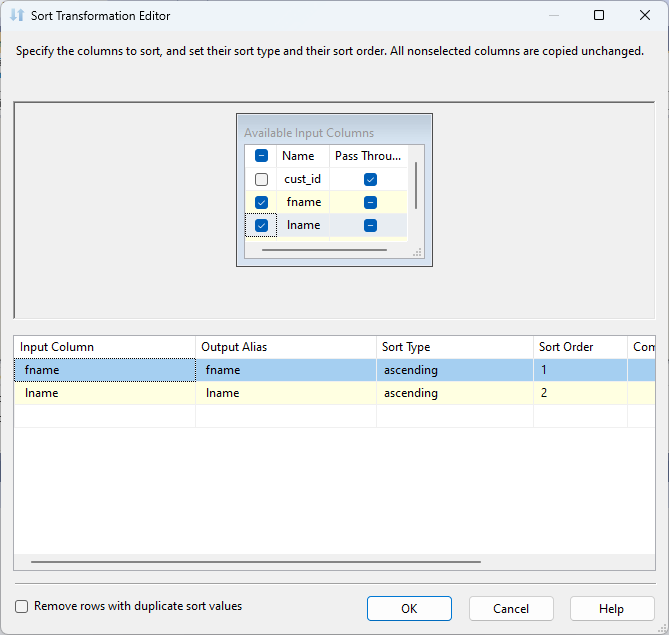 Sort Transformation Editor
Specify the columns to sort, and set their sort type and their sort order. All nonselected columns are copied unchanged.
Available Input Columns
Name Pass Throu...
cust_id
fname
lname
Input Column Output Alias Sort Type Sort Order Com
fname fname ascending 1
lname lname ascending 2
Remove rows with duplicate sort values
OK Cancel Help